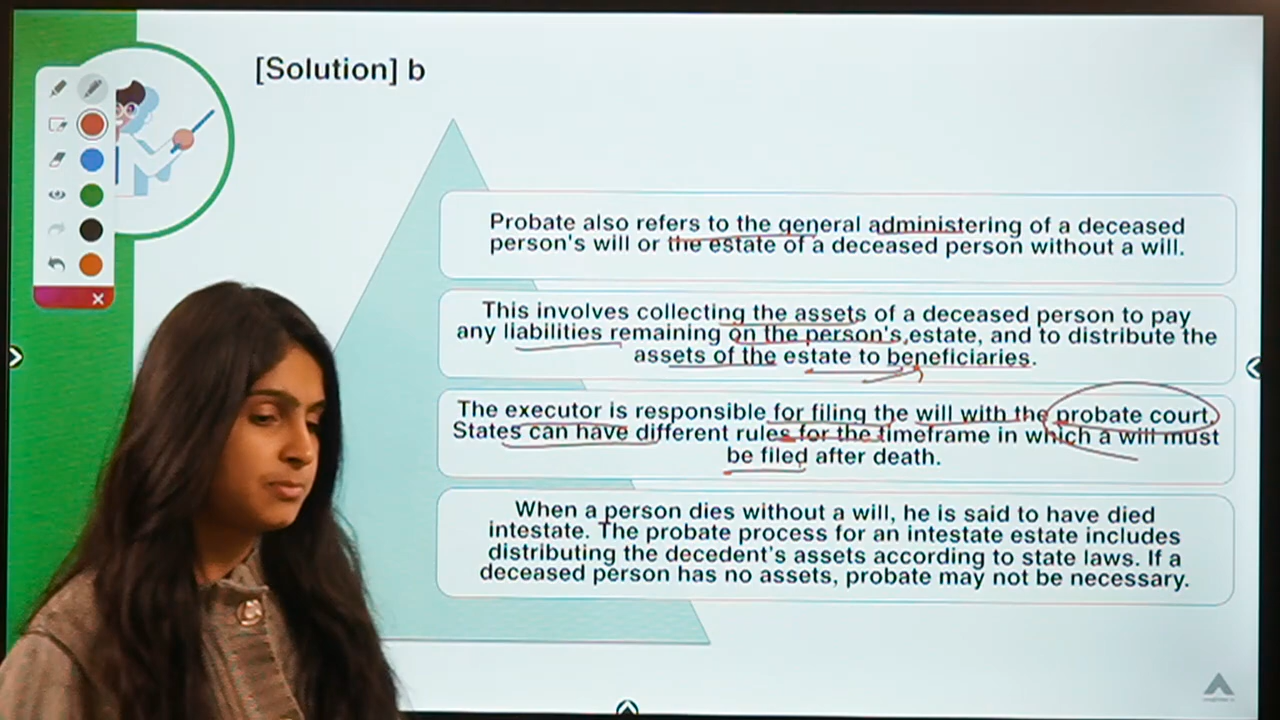 [Solution] b
Probate also refers to the general administering of a deceased
person's will or the estate of a deceased person without a will.
This involves collecting the assets of a deceased person to pay
any liabilities remaining on the person's estate, and to distribute the
assets of the estate to beneficiaries.
The executor is responsible for filing the will with the probate court.
States can have different rules for the timeframe in which a will must
be filed after death.
When a person dies without a will, he is said to have died
intestate. The probate process for an intestate estate includes
distributing the decedent's assets according to state laws. If a
deceased person has no assets, probate may not be necessary.